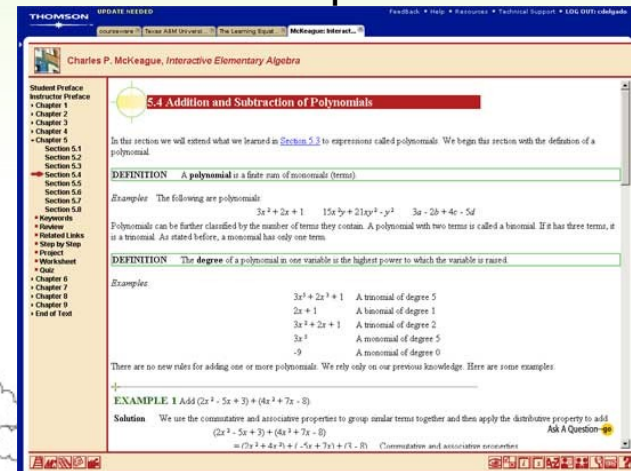 THOMSON
UPDATE NEEDED
Feedback • Help • Resources • Technical Support • LOG OUT: cdelgado
courseware
Texas A&M Universi...
The Learning Equat...
McKeague: Interact...
Charles P. McKeague, Interactive Elementary Algebra
Student Preface
Instructor Preface
Chapter 1
Chapter 2
Chapter 3
Chapter 4
Chapter 5
Section 5.1
Section 5.2
Section 5.3
Section 5.4
Section 5.5
Section 5.6
Section 5.7
Section 5.8
Keywords
Review
Related Links
Step by Step
Project
Worksheet
Quiz
Chapter 6
Chapter 7
Chapter 8
Chapter 9
End of Text
5.4 Addition and Subtraction of Polynomials
In this section we will extend what we learned in Section 5.3 to expressions called polynomials. We begin this section with the definition of a
polynomial.
DEFINITION A polynomial is a finite sum of monomials (terms).
Examples The following are polynomials:
3x² + 2x + 1 15x²y + 21xy² - y² 3a - 2b + 4c - 5d
Polynomials can be further classified by the number of terms they contain. A polynomial with two terms is called a binomial. If it has three terms, it
is a trinomial. As stated before, a monomial has only one term.
DEFINITION The degree of a polynomial in one variable is the highest power to which the variable is raised.
Examples
3x⁵ + 2x³ + 1 A trinomial of degree 5
2x + 1 A binomial of degree 1
3x² + 2x + 1 A trinomial of degree 2
3x⁵ A monomial of degree 5
-9 A monomial of degree 0
There are no new rules for adding one or more polynomials. We rely only on our previous knowledge. Here are some examples:
EXAMPLE 1 Add (2x² - 5x + 3) + (4x² + 7x - 8)
Solution We use the commutative and associative properties to group similar terms together and then apply the distributive property to add
(2x² - 5x + 3) + (4x² + 7x - 8)
= (2x² + 4x²) + (-5x + 7x) + (3 - 8) Commutative and associative properties
Ask A Question go